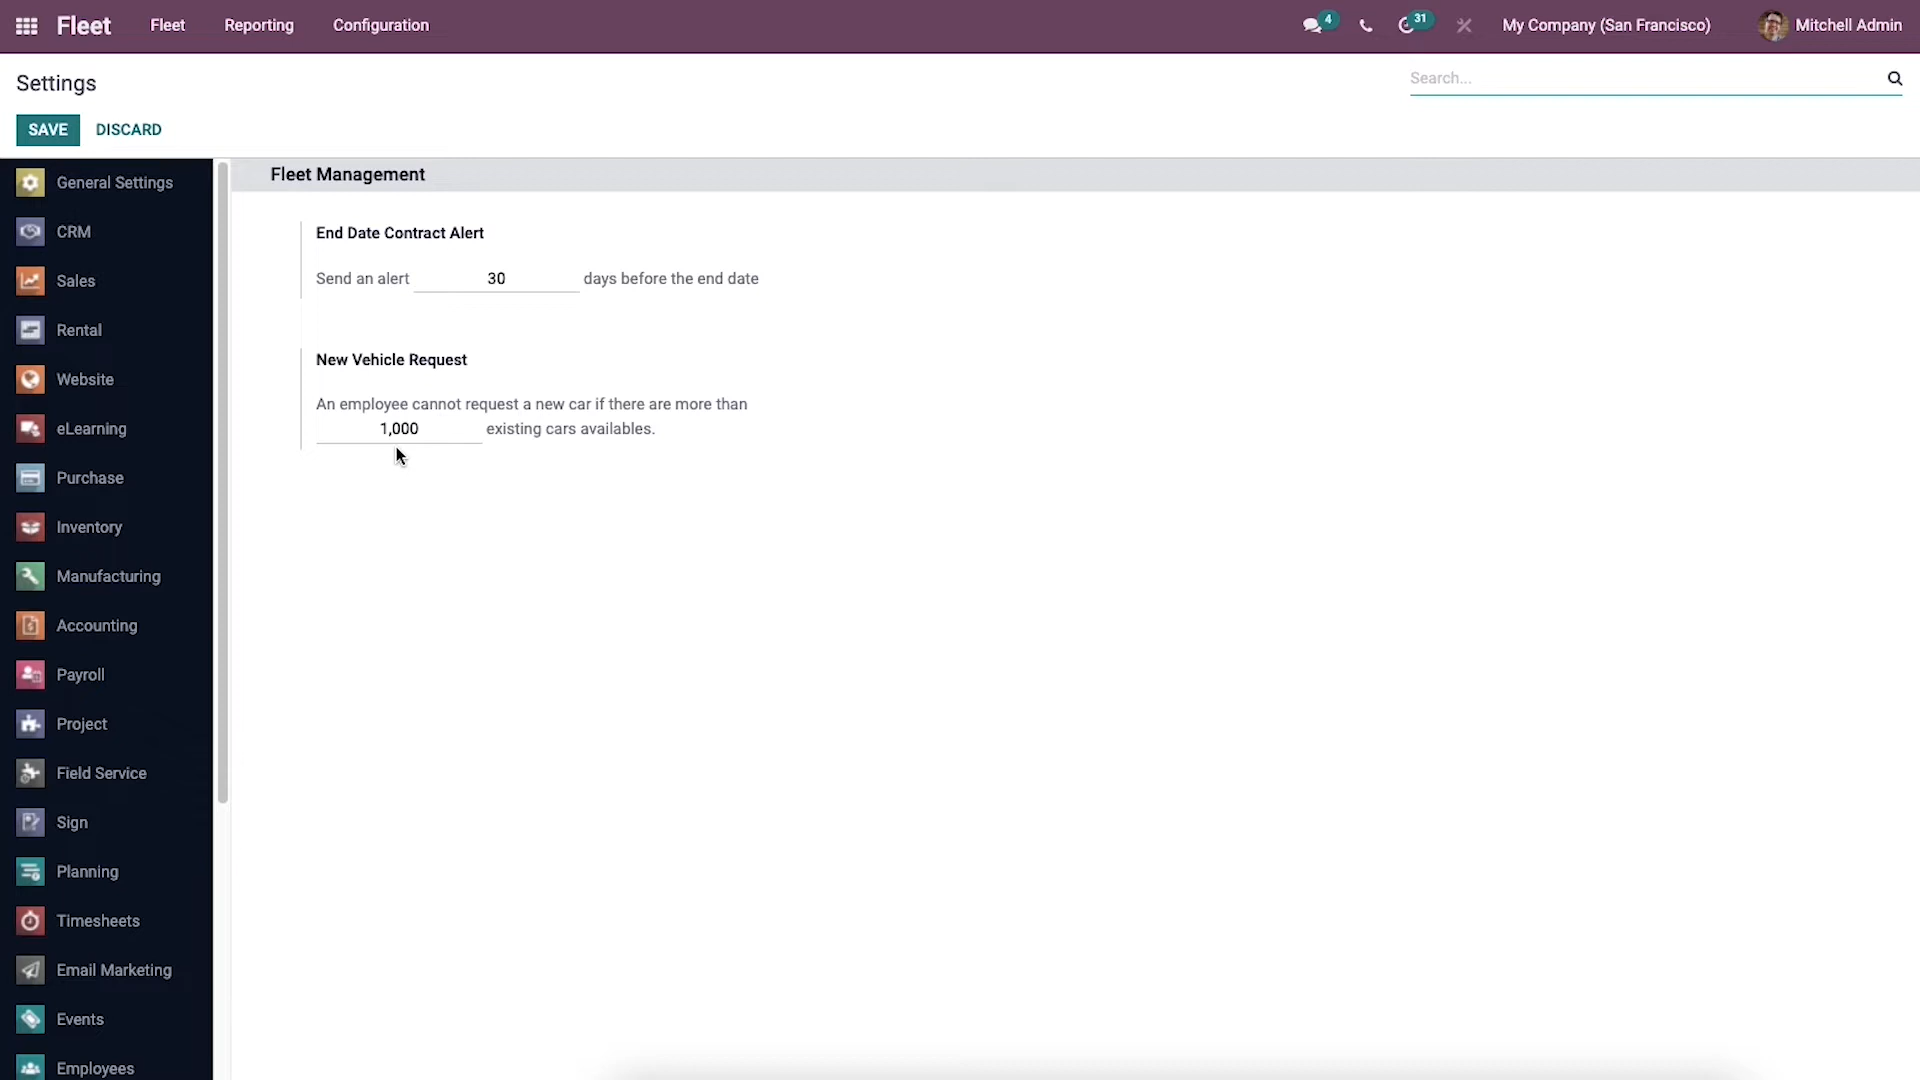 Fleet
Fleet
Reporting
Configuration
4
31
My Company (San Francisco)
Mitchell Admin
Settings
Search...
SAVE
DISCARD
General Settings
CRM
Sales
Rental
Website
eLearning
Purchase
Inventory
Manufacturing
Accounting
Payroll
Project
Field Service
Sign
Planning
Timesheets
Email Marketing
Events
Employees
Fleet Management
End Date Contract Alert
Send an alert 30 days before the end date
New Vehicle Request
An employee cannot request a new car if there are more than
1,000 existing cars availables.